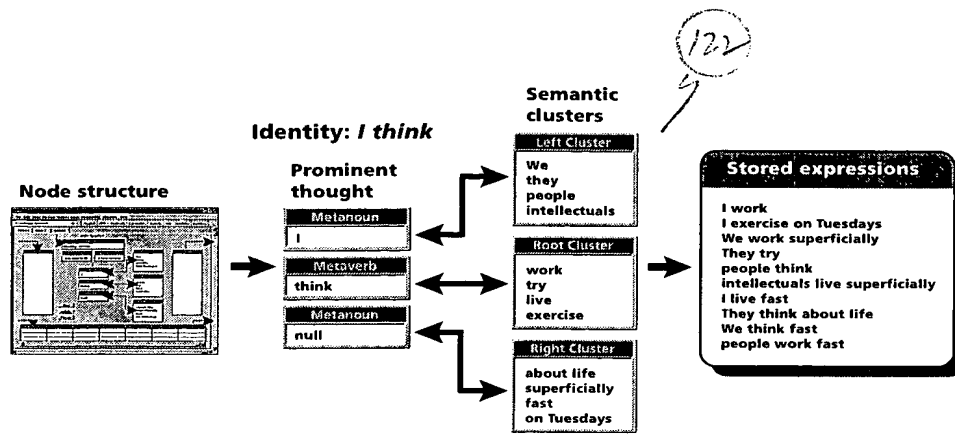 122
Semantic
clusters
Identity: I think
Node structure
Prominent
thought
Metanoun
I
Metaverb
think
Metanoun
null
Left Cluster
We
they
people
intellectuals
Root Cluster
work
try
live
exercise
Right Cluster
about life
superficially
fast
on Tuesdays
Stored expressions
I work
I exercise on Tuesdays
We work superficially
They try
people think
intellectuals live superficially
I live fast
They think about life
We think fast
people work fast